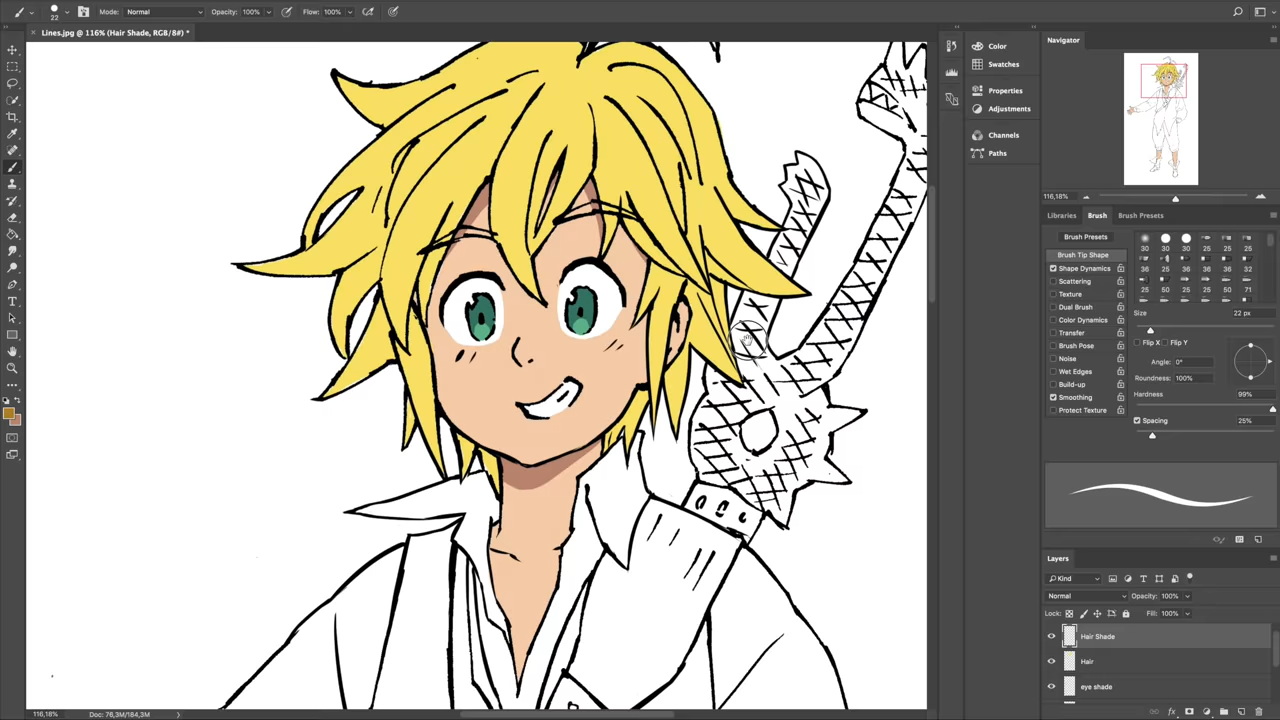 22 Mode: Normal Opacity: 100% Flow: 100%
Lines.jpg @ 116% (Hair Shade, RGB/8#) *
Color
Swatches
Properties
Adjustments
Channels
Paths
Navigator
116,18%
Libraries Brush Brush Presets
Brush Presets
Brush Tip Shape
Shape Dynamics
Scattering
Texture
Dual Brush
Color Dynamics
Transfer
Brush Pose
Noise
Wet Edges
Build-up
Smoothing
Protect Texture
30 30 30 25 25 25
36 25 36 36 36 32
25 50 25 25 50 71
Size 22 px
Flip X Flip Y
Angle: 0°
Roundness: 100%
Hardness 99%
Spacing 25%
Layers
Kind
Normal Opacity: 100%
Lock: Fill: 100%
Hair Shade
Hair
eye shade
116,18% Doc: 76,3M/184,3M